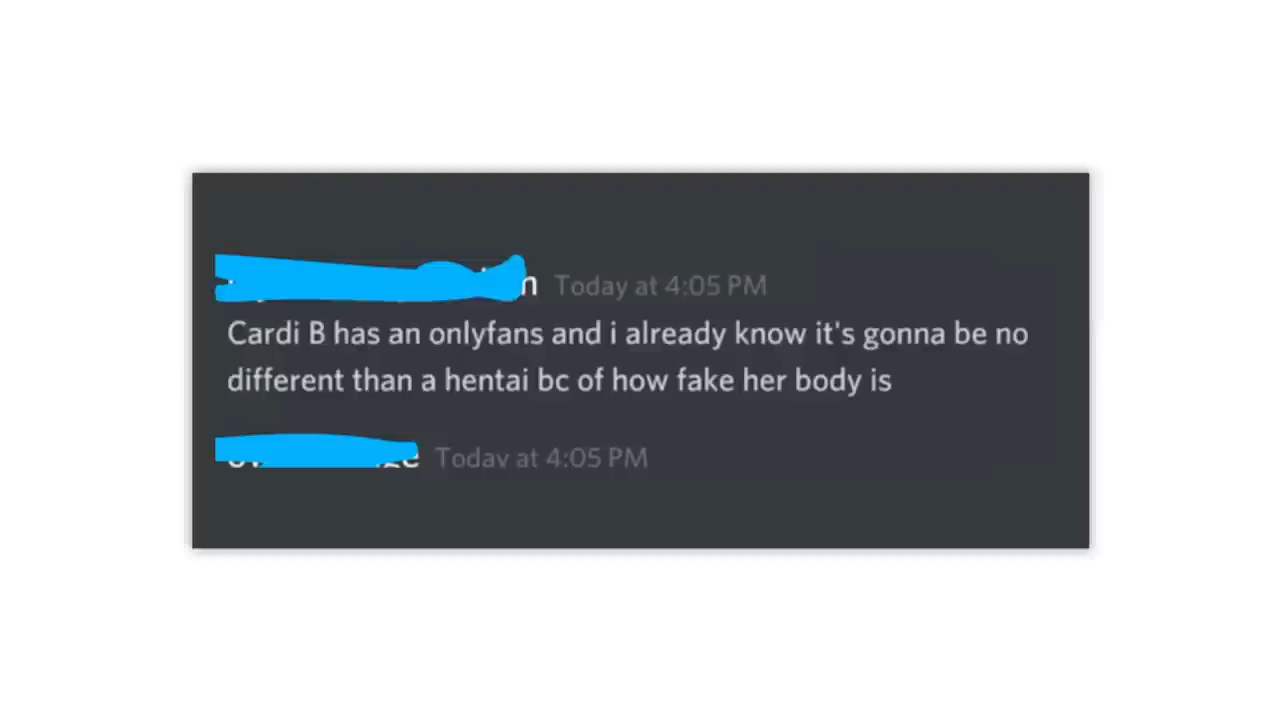 Today at 4:05 PM
Cardi B has an onlyfans and i already know it's gonna be no
different than a hentai bc of how fake her body is
Today at 4:05 PM